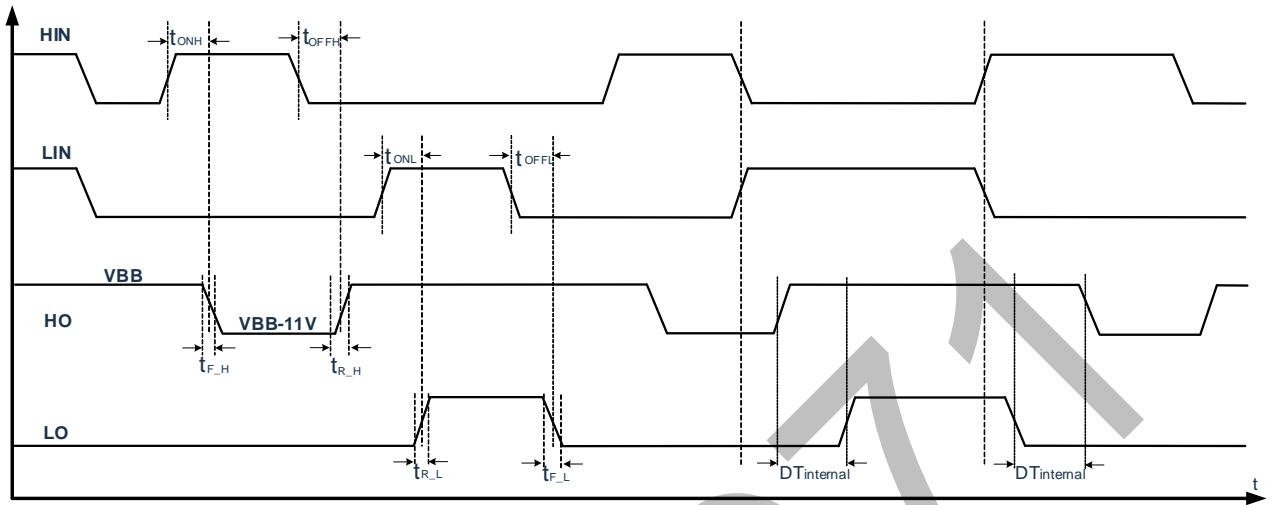 HIN
tONH
tOFFH
LIN
tONL
tOFFL
VBB
HO
VBB-11V
tF_H
tR_H
LO
tR_L
tF_L
DTinternal
DTinternal
t